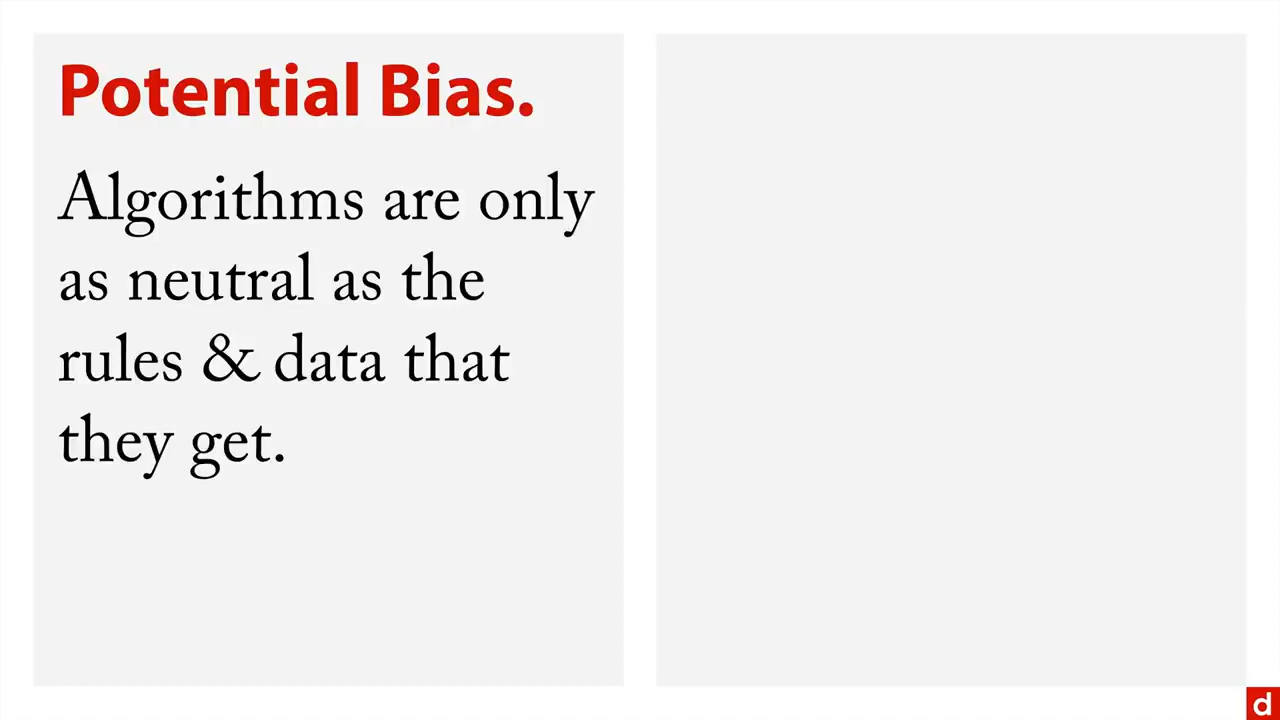 Potential Bias.
Algorithms are only
as neutral as the
rules & data that
they get.
d